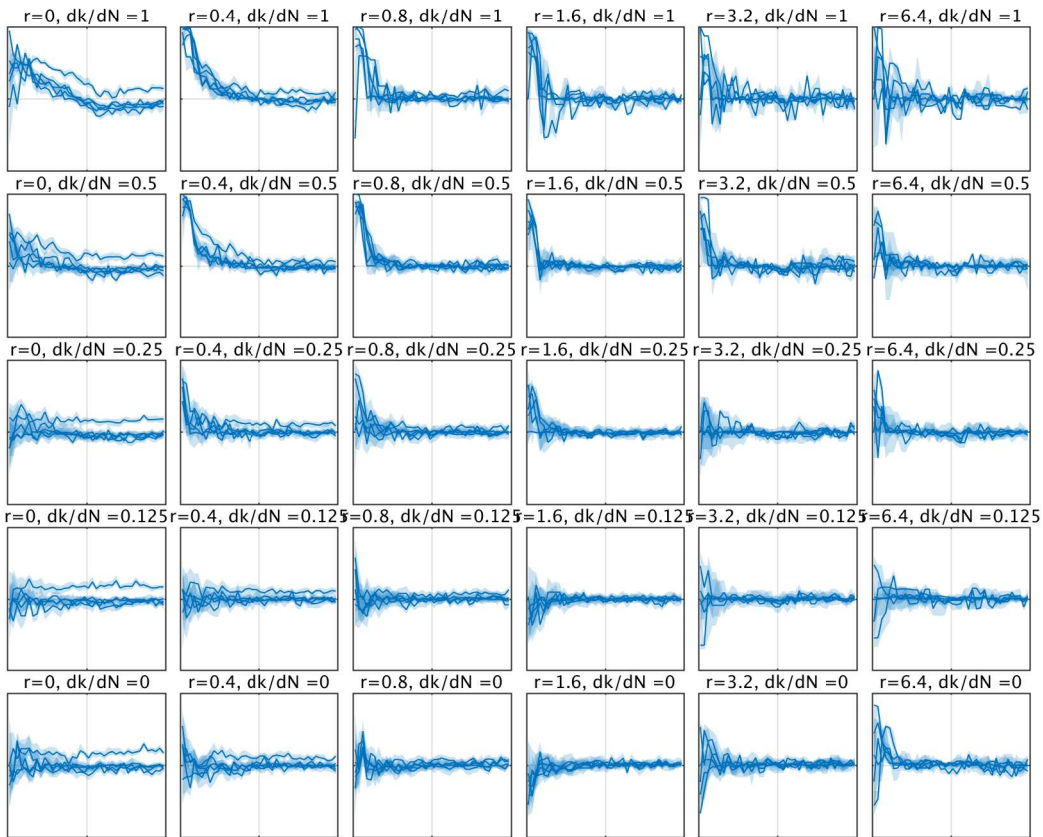 r=0, dk/dN =1 r=0.4, dk/dN =1 r=0.8, dk/dN =1 r=1.6, dk/dN =1 r=3.2, dk/dN =1 r=6.4, dk/dN =1
r=0, dk/dN =0.5 r=0.4, dk/dN =0.5 r=0.8, dk/dN =0.5 r=1.6, dk/dN =0.5 r=3.2, dk/dN =0.5 r=6.4, dk/dN =0.5
r=0, dk/dN =0.25 r=0.4, dk/dN =0.25 r=0.8, dk/dN =0.25 r=1.6, dk/dN =0.25 r=3.2, dk/dN =0.25 r=6.4, dk/dN =0.25
r=0, dk/dN =0.125 r=0.4, dk/dN =0.125 r=0.8, dk/dN =0.125 r=1.6, dk/dN =0.125 r=3.2, dk/dN =0.125 r=6.4, dk/dN =0.125
r=0, dk/dN =0 r=0.4, dk/dN =0 r=0.8, dk/dN =0 r=1.6, dk/dN =0 r=3.2, dk/dN =0 r=6.4, dk/dN =0